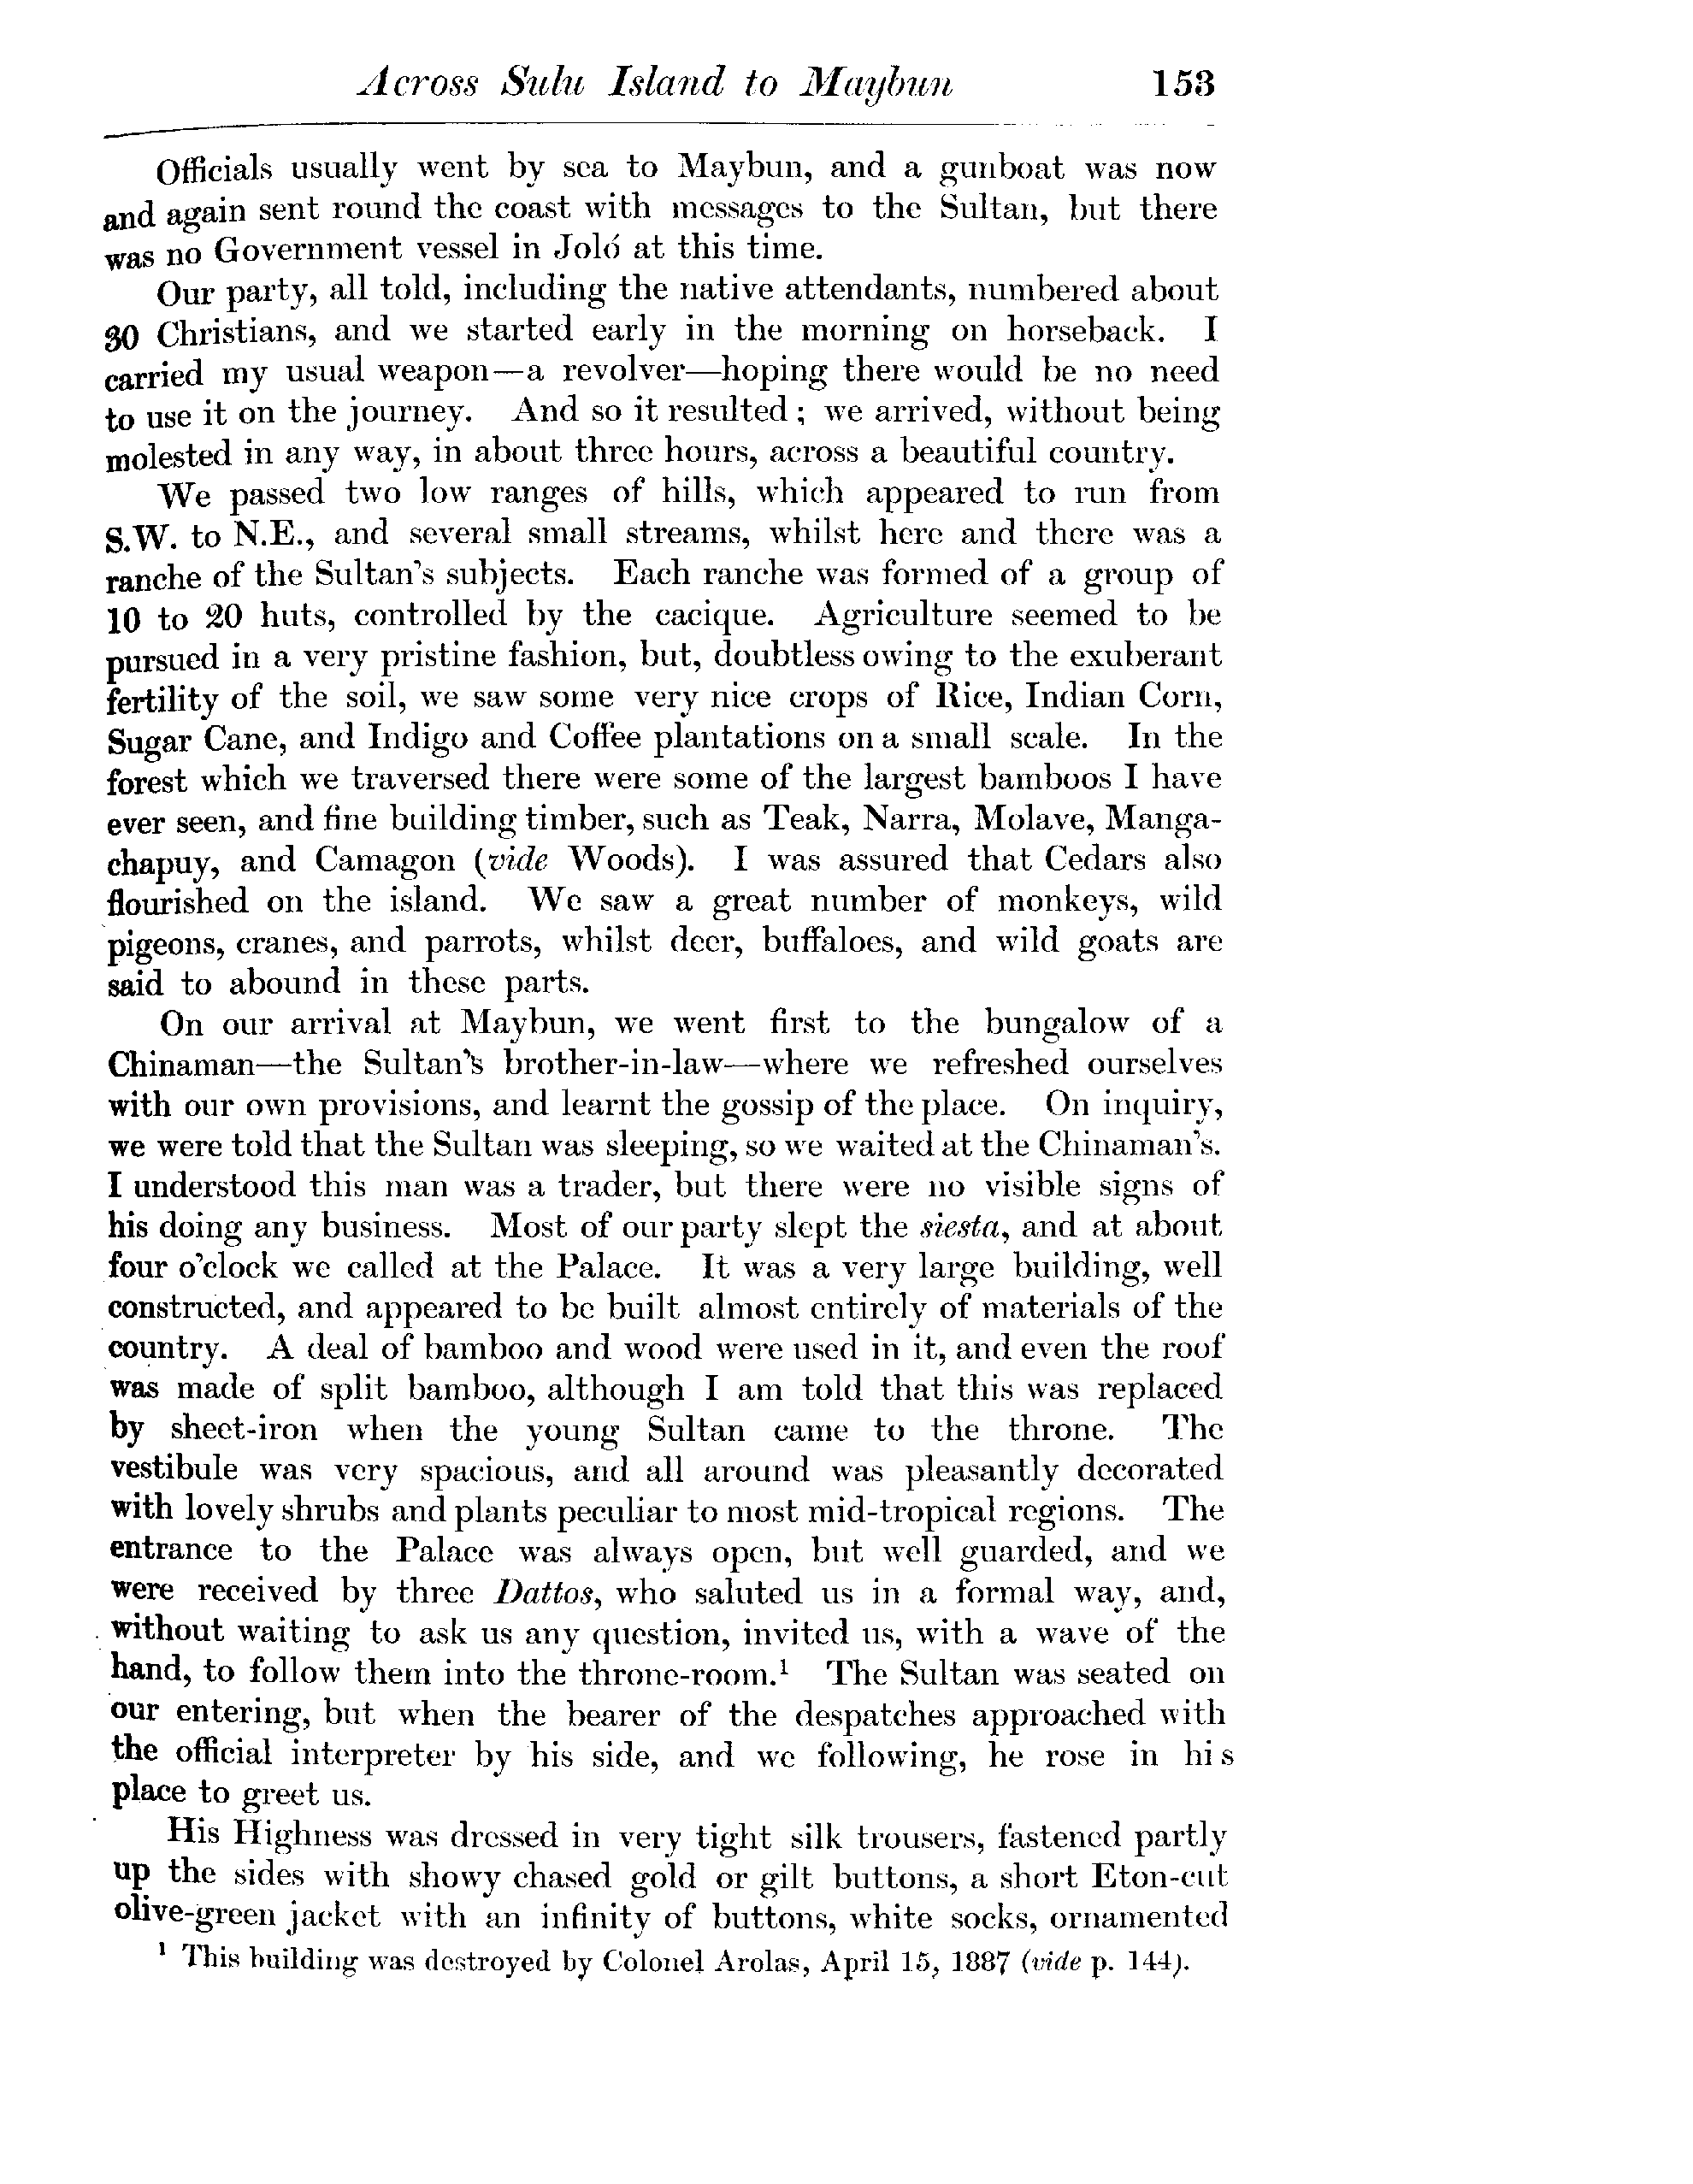 Across Sulu Island to Maybun 153
Officials usually went by sea to Maybun, and a gunboat was now
and again sent round the coast with messages to the Sultan, but there
was no Government vessel in Joló at this time.
Our party, all told, including the native attendants, numbered about
30 Christians, and we started early in the morning on horseback. I
carried my usual weapon—a revolver—hoping there would be no need
to use it on the journey. And so it resulted; we arrived, without being
molested in any way, in about three hours, across a beautiful country.
We passed two low ranges of hills, which appeared to run from
S.W. to N.E., and several small streams, whilst here and there was a
ranche of the Sultan's subjects. Each ranche was formed of a group of
10 to 20 huts, controlled by the cacique. Agriculture seemed to be
pursued in a very pristine fashion, but, doubtless owing to the exuberant
fertility of the soil, we saw some very nice crops of Rice, Indian Corn,
Sugar Cane, and Indigo and Coffee plantations on a small scale. In the
forest which we traversed there were some of the largest bamboos I have
ever seen, and fine building timber, such as Teak, Narra, Molave, Manga-
chapuy, and Camagon (vide Woods). I was assured that Cedars also
flourished on the island. We saw a great number of monkeys, wild
pigeons, cranes, and parrots, whilst deer, buffaloes, and wild goats are
said to abound in these parts.
On our arrival at Maybun, we went first to the bungalow of a
Chinaman—the Sultan's brother-in-law—where we refreshed ourselves
with our own provisions, and learnt the gossip of the place. On inquiry,
we were told that the Sultan was sleeping, so we waited at the Chinaman's.
I understood this man was a trader, but there were no visible signs of
his doing any business. Most of our party slept the siesta, and at about
four o'clock we called at the Palace. It was a very large building, well
constructed, and appeared to be built almost entirely of materials of the
country. A deal of bamboo and wood were used in it, and even the roof
was made of split bamboo, although I am told that this was replaced
by sheet-iron when the young Sultan came to the throne. The
vestibule was very spacious, and all around was pleasantly decorated
with lovely shrubs and plants peculiar to most mid-tropical regions. The
entrance to the Palace was always open, but well guarded, and we
were received by three Dattos, who saluted us in a formal way, and,
without waiting to ask us any question, invited us, with a wave of the
hand, to follow them into the throne-room.¹ The Sultan was seated on
our entering, but when the bearer of the despatches approached with
the official interpreter by his side, and we following, he rose in his
place to greet us.
His Highness was dressed in very tight silk trousers, fastened partly
up the sides with showy chased gold or gilt buttons, a short Eton-cut
olive-green jacket with an infinity of buttons, white socks, ornamented
¹ This building was destroyed by Colonel Arolas, April 15, 1887 (vide p. 144).